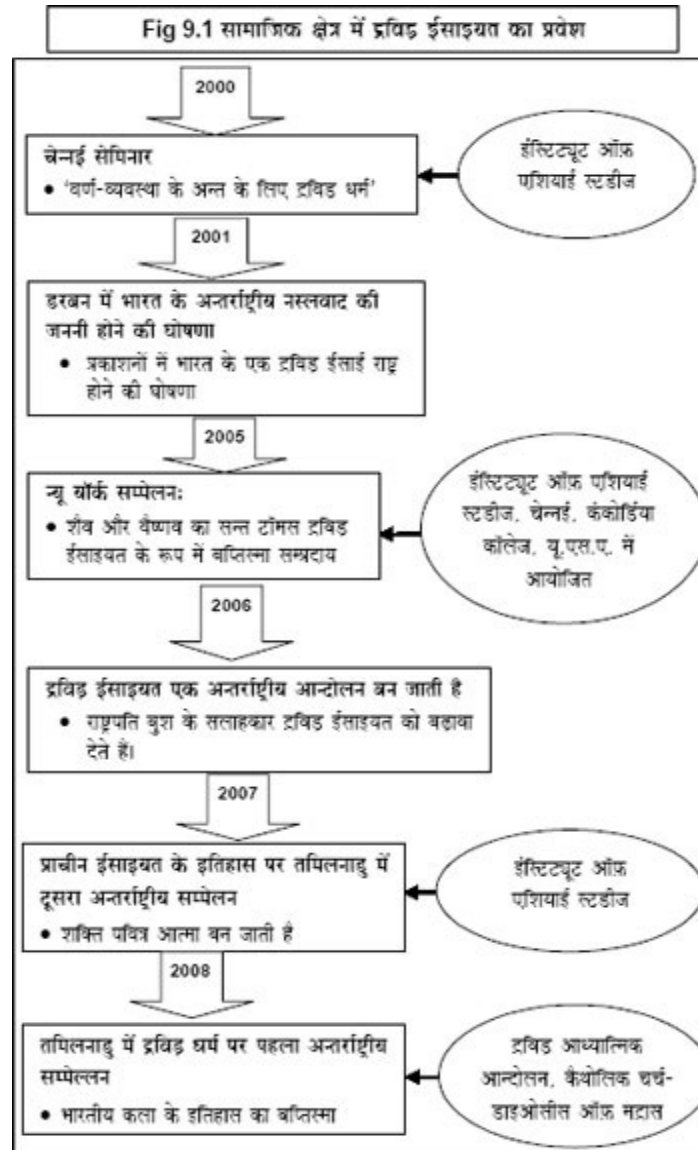 Fig 9.1 सामाजिक क्षेत्र में द्रविड़ ईसाइयत का प्रवेश
2000
चेन्नई सेमिनार
• 'वर्ण-व्यवस्था के अन्त के लिए द्रविड़ धर्म'
इंस्टिट्यूट ऑफ़
एशियाई स्टडीज
2001
डरबन में भारत के अन्तर्राष्ट्रीय नस्लवाद की
जननी होने की घोषणा
• प्रकाशनों में भारत के एक द्रविड़ ईसाई राष्ट्र
होने की घोषणा
2005
न्यू यॉर्क सम्मेलन:
• शैव और वैष्णव का सन्त टॉमस द्रविड़
ईसाइयत के रूप में बप्तिस्मा सम्प्रदाय
इंस्टिट्यूट ऑफ़ एशियाई
स्टडीज, चेन्नई, कंकोर्डिया
कॉलेज, यू.एस.ए. में
आयोजित
2006
द्रविड़ ईसाइयत एक अन्तर्राष्ट्रीय आन्दोलन बन जाती है
• राष्ट्रपति बुश के सलाहकार द्रविड़ ईसाइयत को बढ़ावा
देते हैं।
2007
प्राचीन ईसाइयत के इतिहास पर तमिलनाडु में
दूसरा अन्तर्राष्ट्रीय सम्मेलन
• शक्ति पवित्र आत्मा बन जाती है
इंस्टिट्यूट ऑफ़
एशियाई स्टडीज
2008
तमिलनाडु में द्रविड़ धर्म पर पहला अन्तर्राष्ट्रीय
सम्मेल्लन
• भारतीय कला के इतिहास का बप्तिस्मा
द्रविड़ आध्यात्मिक
आन्दोलन, कैथोलिक चर्च-
डाइओसीस ऑफ़ मद्रास